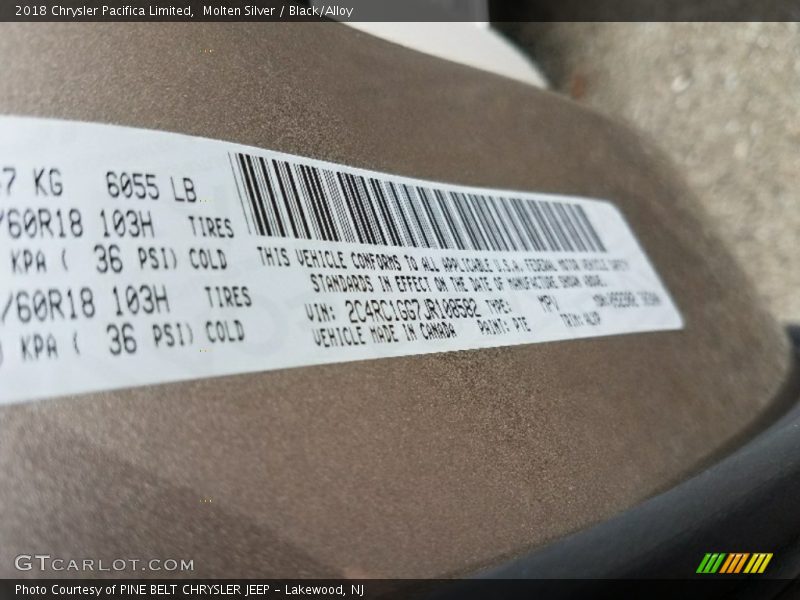 2018 Chrysler Pacifica Limited, Molten Silver / Black/Alloy
7 KG 6055 LB
/60R18 103H TIRES
KPA ( 36 PSI) COLD
/60R18 103H TIRES
) KPA ( 36 PSI) COLD
THIS VEHICLE CONFORMS TO ALL APPLICABLE U.S.A. FEDERAL MOTOR VEHICLE SAFETY
STANDARDS IN EFFECT ON THE DATE OF MANUFACTURE SHOWN ABOVE.
VIN: 2C4RC1GG7JR108582 TYPE: MPV
VEHICLE MADE IN CANADA PAINT: PTE TRIM:
GTCARLOT.COM
Photo Courtesy of PINE BELT CHRYSLER JEEP - Lakewood, NJ